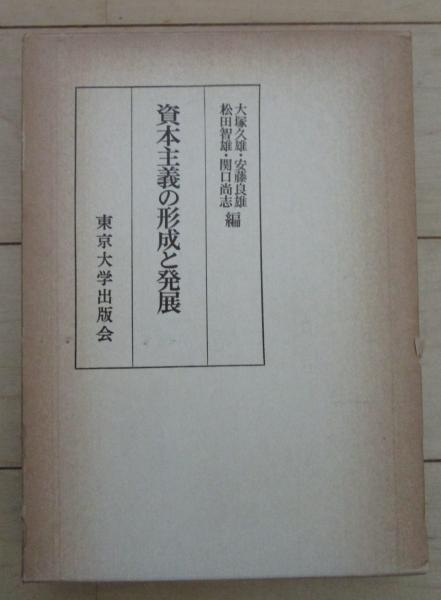 大塚久雄・安藤良雄
松田智雄・関口尚志 編
資本主義の形成と発展
東京大学出版会